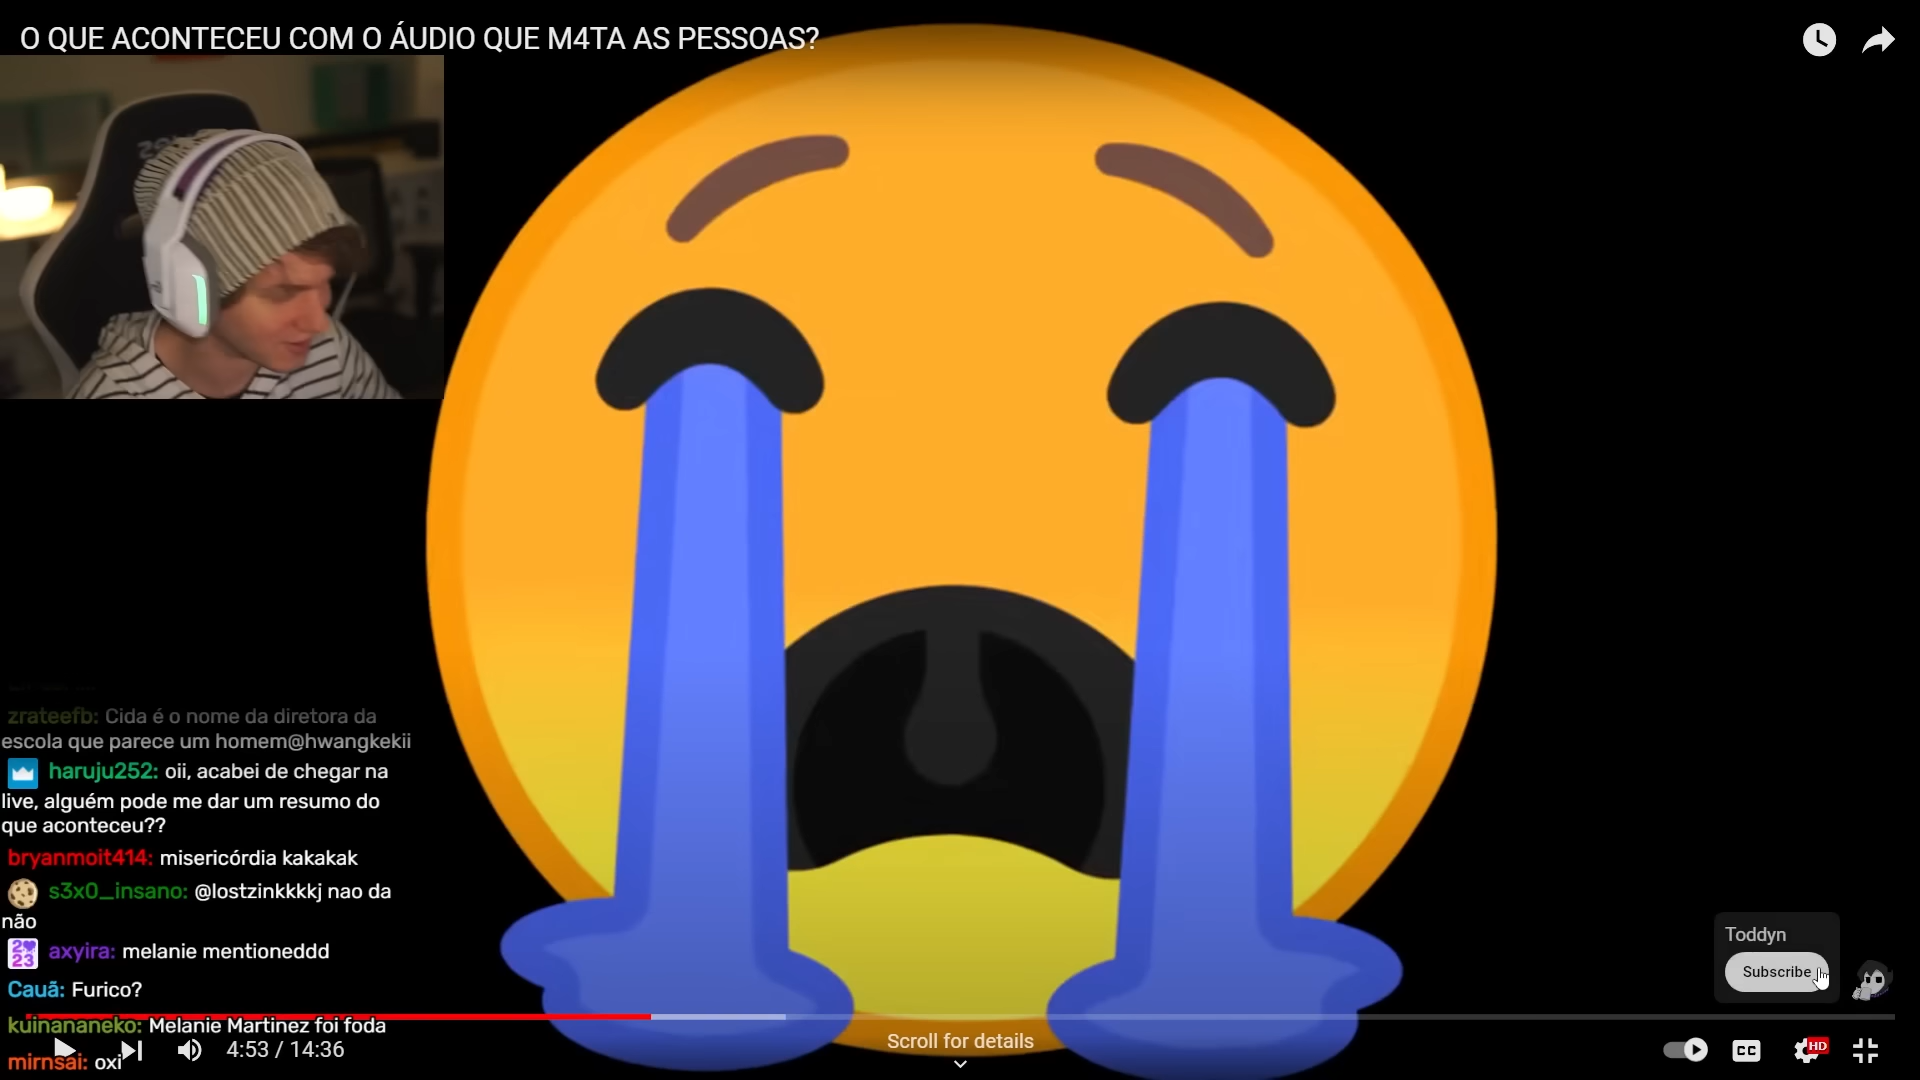 O QUE ACONTECEU COM O ÁUDIO QUE M4TA AS PESSOAS?
zrateefb: Cida é o nome da diretora da
escola que parece um homem@hwangkekii
haruju252: oii, acabei de chegar na
live, alguém pode me dar um resumo do
que aconteceu??
bryanmoit414: misericórdia kakakak
s3x0_insano: @lostzinkkkkj nao da
não
axyira: melanie mentioneddd
Cauã: Furico?
kuinananeko: Melanie Martinez foi foda
mirnsai: oxi
4:53 / 14:36
Scroll for details
Toddyn
Subscribe
CC
HD